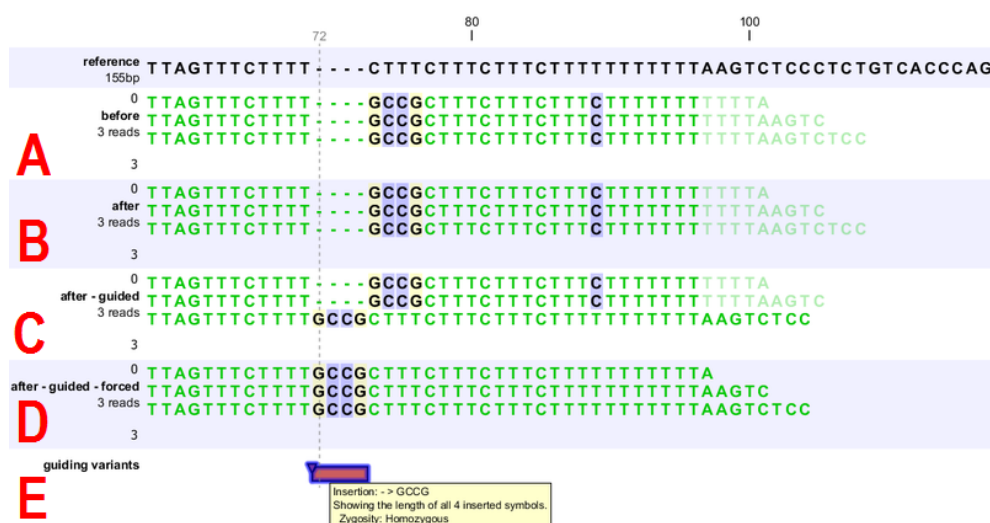 80 100
72
reference TTAGTTTCTTTT----CTTTCTTTCTTTCTTTTTTTTTTTAAGTCTCCCTCTGTCACCCAG
155bp
0 TTAGTTTCTTTT----GCCGCTTTCTTTCTTTCTTTTTTTTTTTA
before TTAGTTTCTTTT----GCCGCTTTCTTTCTTTCTTTTTTTTTTTAAGTC
3 reads TTAGTTTCTTTT----GCCGCTTTCTTTCTTTCTTTTTTTTTTTAAGTCTCC
A
3
0 TTAGTTTCTTTT----GCCGCTTTCTTTCTTTCTTTTTTTTTTTA
after TTAGTTTCTTTT----GCCGCTTTCTTTCTTTCTTTTTTTTTTTAAGTC
3 reads TTAGTTTCTTTT----GCCGCTTTCTTTCTTTCTTTTTTTTTTTAAGTCTCC
B
3
0 TTAGTTTCTTTT----GCCGCTTTCTTTCTTTCTTTTTTTTTTTA
after - guided TTAGTTTCTTTT----GCCGCTTTCTTTCTTTCTTTTTTTTTTTAAGTC
3 reads TTAGTTTCTTTTGCCGCTTTCTTTCTTTCTTTTTTTTTTTAAGTCTCC
C
3
0 TTAGTTTCTTTTGCCGCTTTCTTTCTTTCTTTTTTTTTTTA
after - guided - forced TTAGTTTCTTTTGCCGCTTTCTTTCTTTCTTTTTTTTTTTAAGTC
3 reads TTAGTTTCTTTTGCCGCTTTCTTTCTTTCTTTTTTTTTTTAAGTCTCC
D
3
guiding variants
E
Insertion: - > GCCG
Showing the length of all 4 inserted symbols.
Zygosity: Homozygous